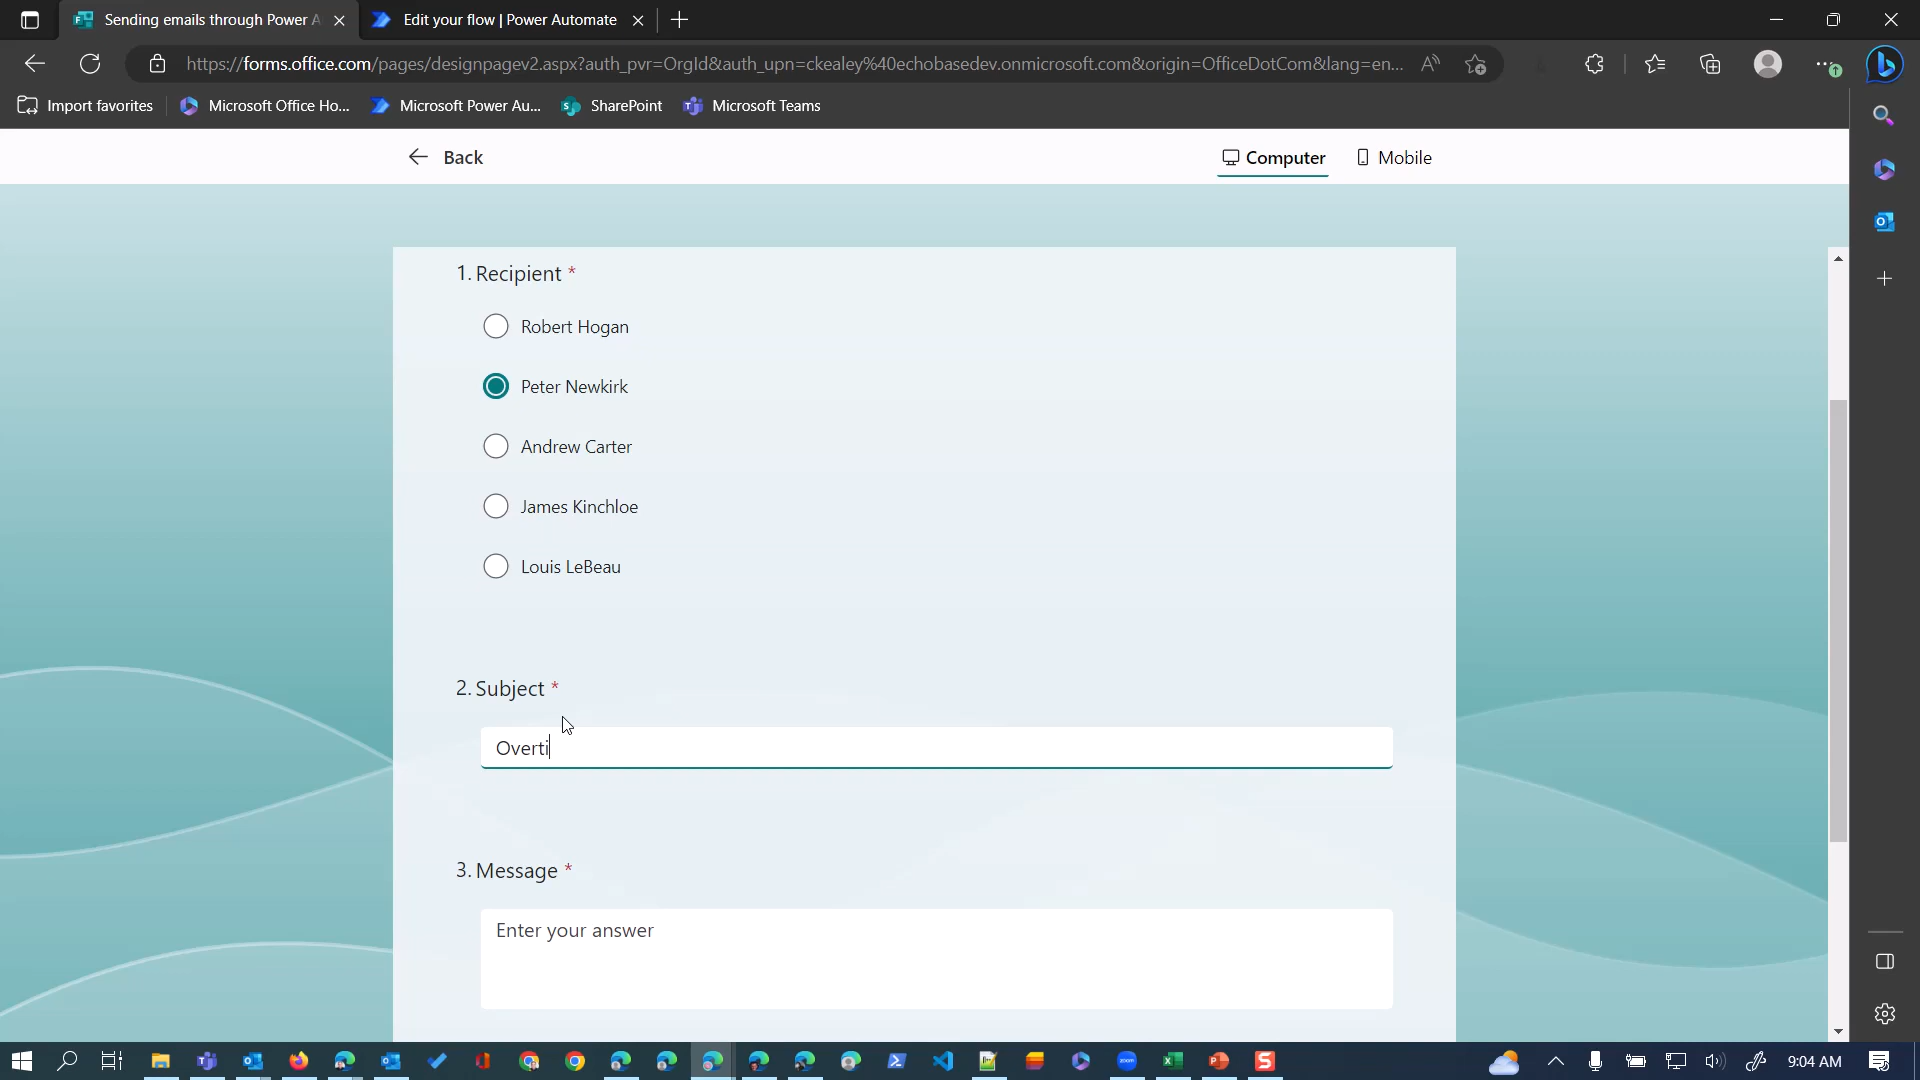 Sending emails through Power A
Edit your flow | Power Automate
https://forms.office.com/pages/designpagev2.aspx?auth_pvr=OrgId&auth_upn=ckealey%40echobasedev.onmicrosoft.com&origin=OfficeDotCom&lang=en...
Import favorites
Microsoft Office Ho...
Microsoft Power Au...
SharePoint
Microsoft Teams
Back
Computer
Mobile
1. Recipient *
Robert Hogan
Peter Newkirk
Andrew Carter
James Kinchloe
Louis LeBeau
2. Subject *
Overti
3. Message *
Enter your answer
9:04 AM